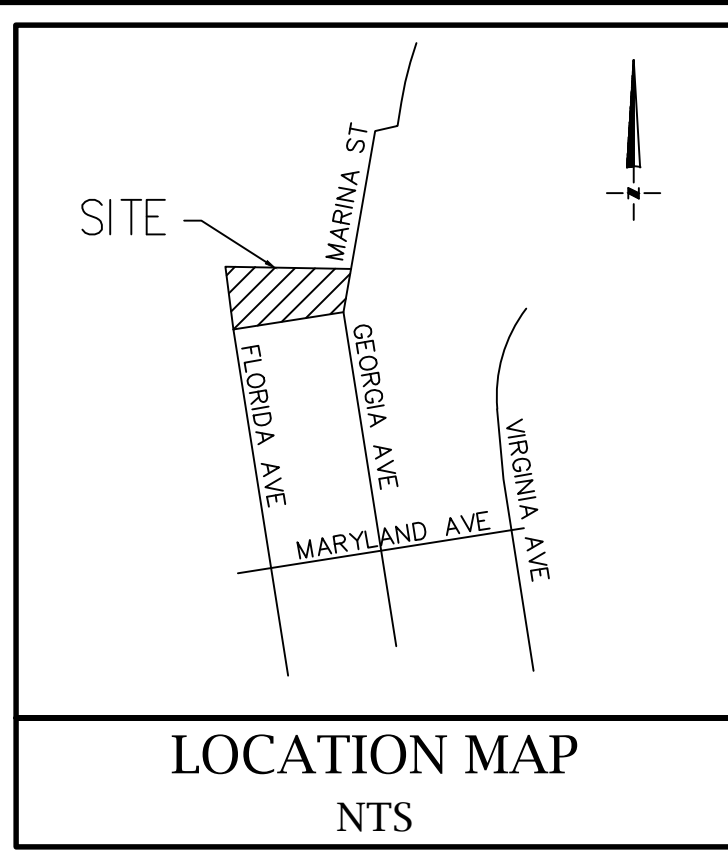 SITE
MARINA ST
N
FLORIDA AVE
GEORGIA AVE
VIRGINIA AVE
MARYLAND AVE
LOCATION MAP
NTS